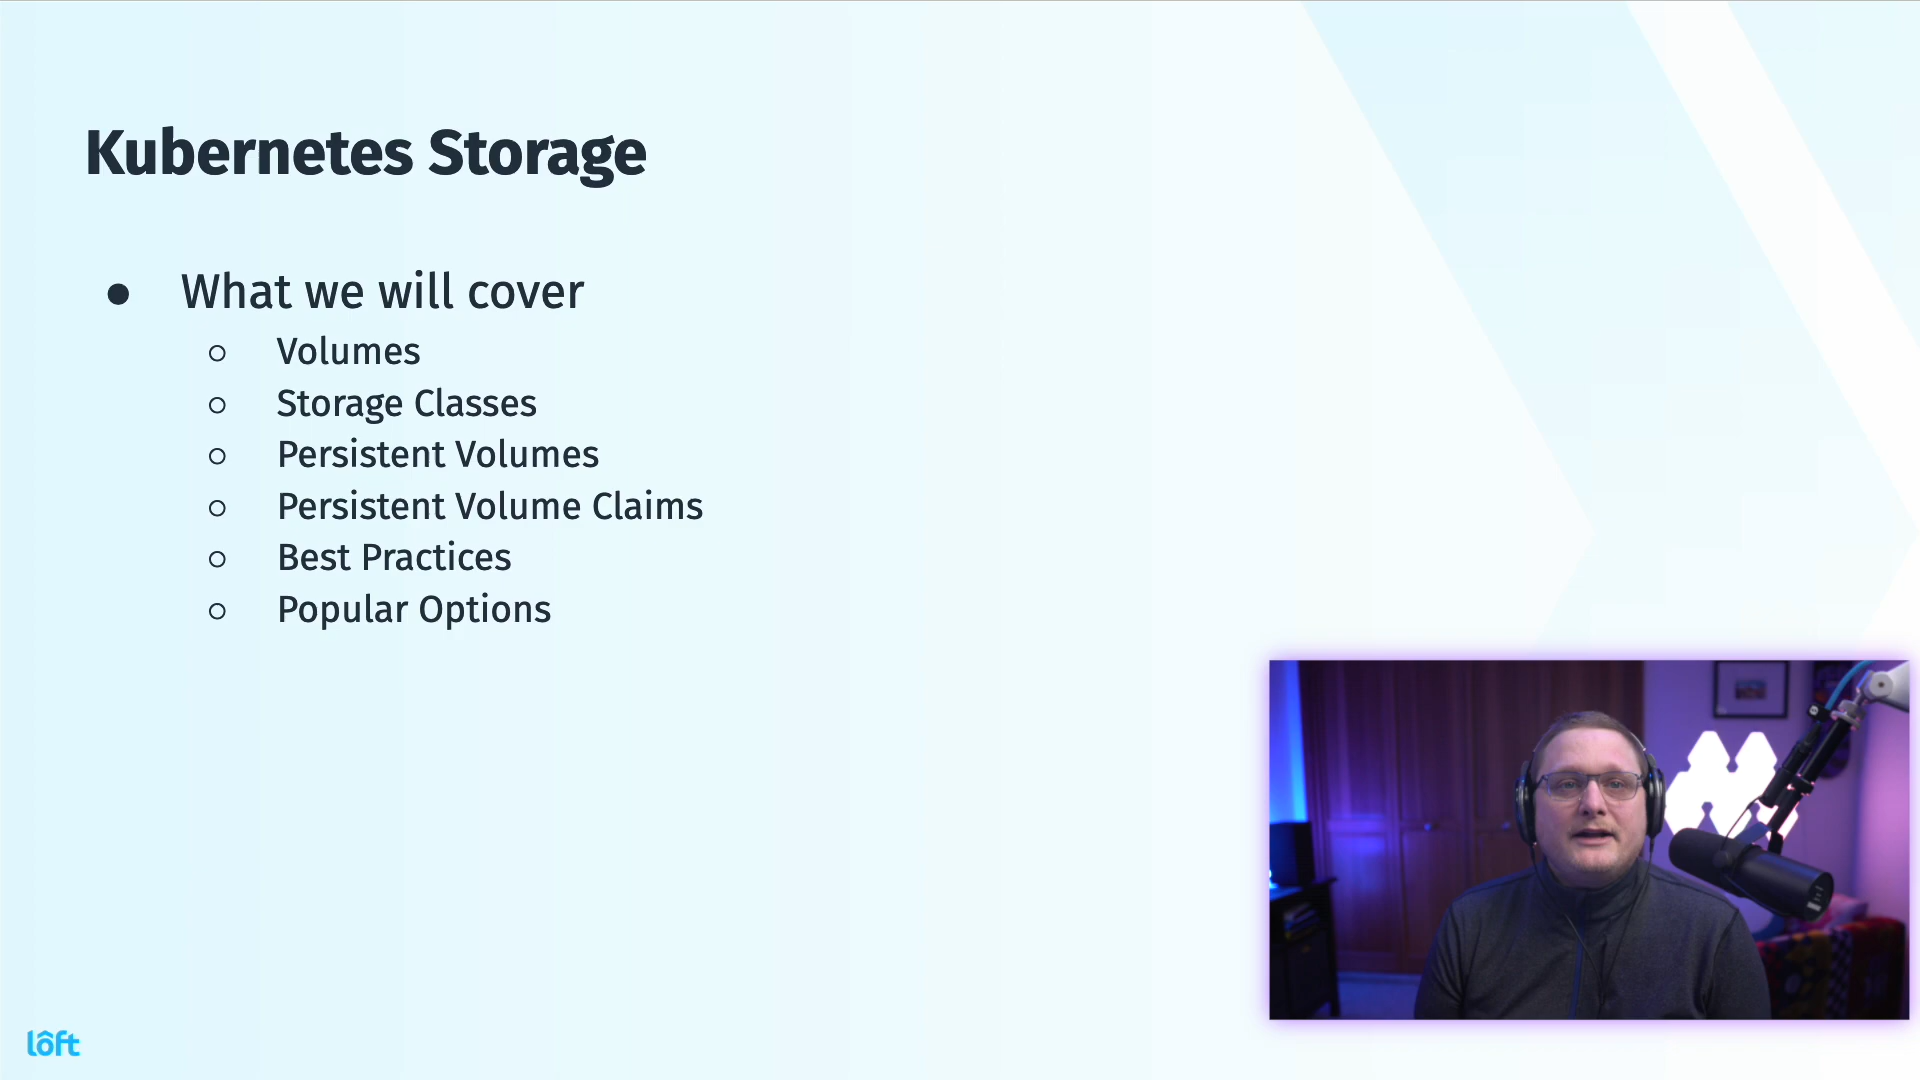 Kubernetes Storage
● What we will cover
○ Volumes
○ Storage Classes
○ Persistent Volumes
○ Persistent Volume Claims
○ Best Practices
○ Popular Options
lôft